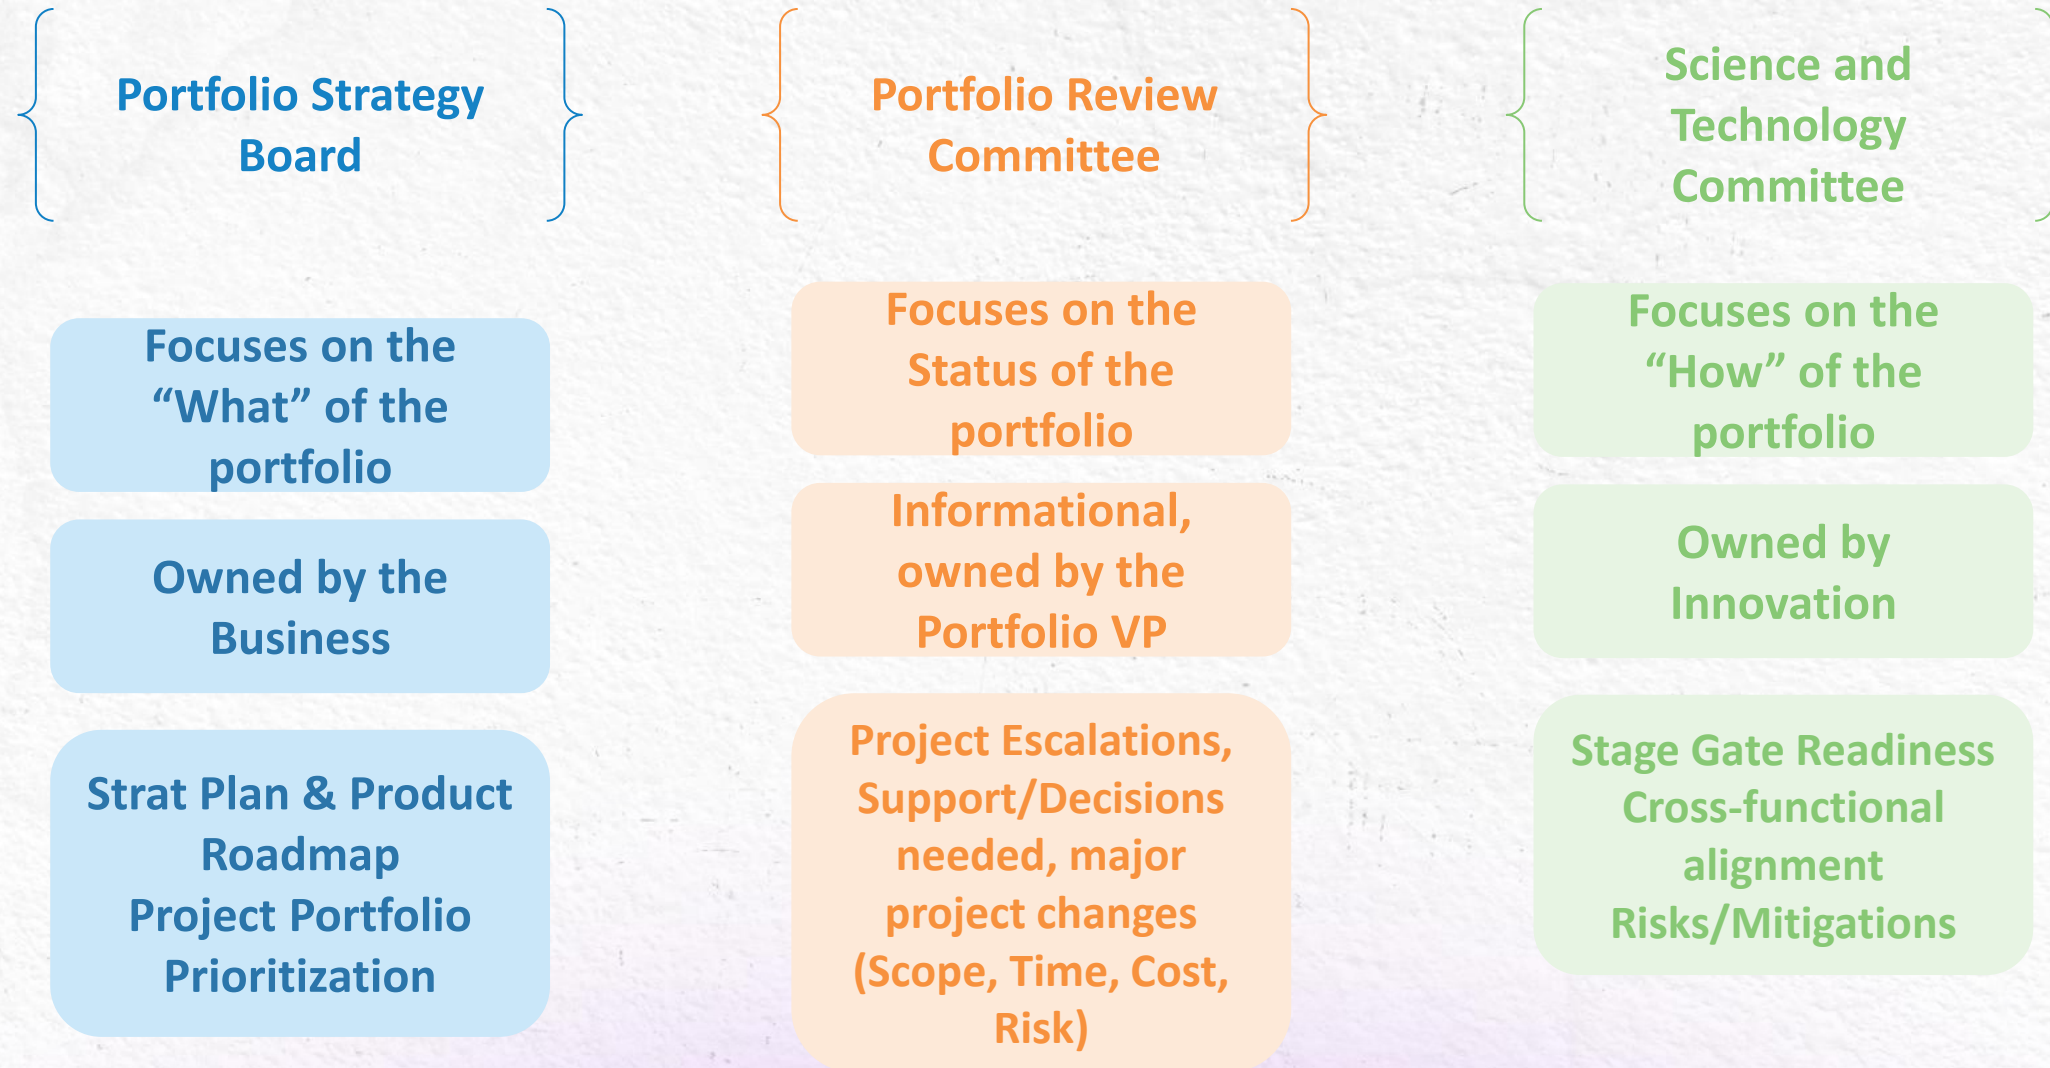 Portfolio Strategy
Board
Focuses on the
“What” of the
portfolio
Owned by the
Business
Strat Plan & Product
Roadmap
Project Portfolio
Prioritization
Portfolio Review
Committee
Focuses on the
Status of the
portfolio
Informational,
owned by the
Portfolio VP
Project Escalations,
Support/Decisions
needed, major
project changes
(Scope, Time, Cost,
Risk)
Science and
Technology
Committee
Focuses on the
“How” of the
portfolio
Owned by
Innovation
Stage Gate Readiness
Cross-functional
alignment
Risks/Mitigations